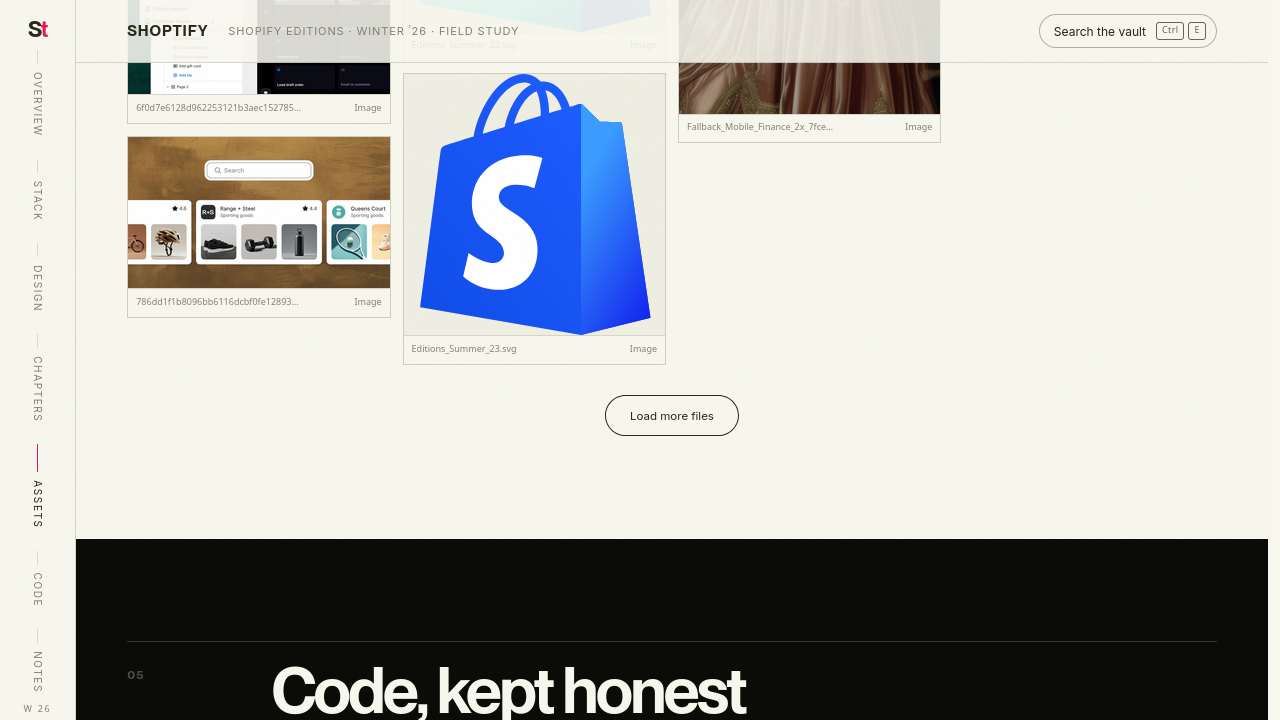 St
OVERVIEW
STACK
DESIGN
CHAPTERS
ASSETS
CODE
NOTES
W 26
SHOPTIFY
SHOPIFY EDITIONS · WINTER '26 · FIELD STUDY
Search the vault
Ctrl
E
Add gift card
Add file
Page 3
Load draft order
Email to customer
6f0d7e6128d962253121b3aec152785...
Image
Search
4.6
R+S
Range + Steel
Sporting goods
4.4
Queens Court
Sporting goods
786dd1f1b8096bb6116dcbf0fe12893...
Image
Editions_Summer_22.svg
Image
S
Editions_Summer_23.svg
Image
Fallback_Mobile_Finance_2x_7fce...
Image
Load more files
05
Code, kept honest